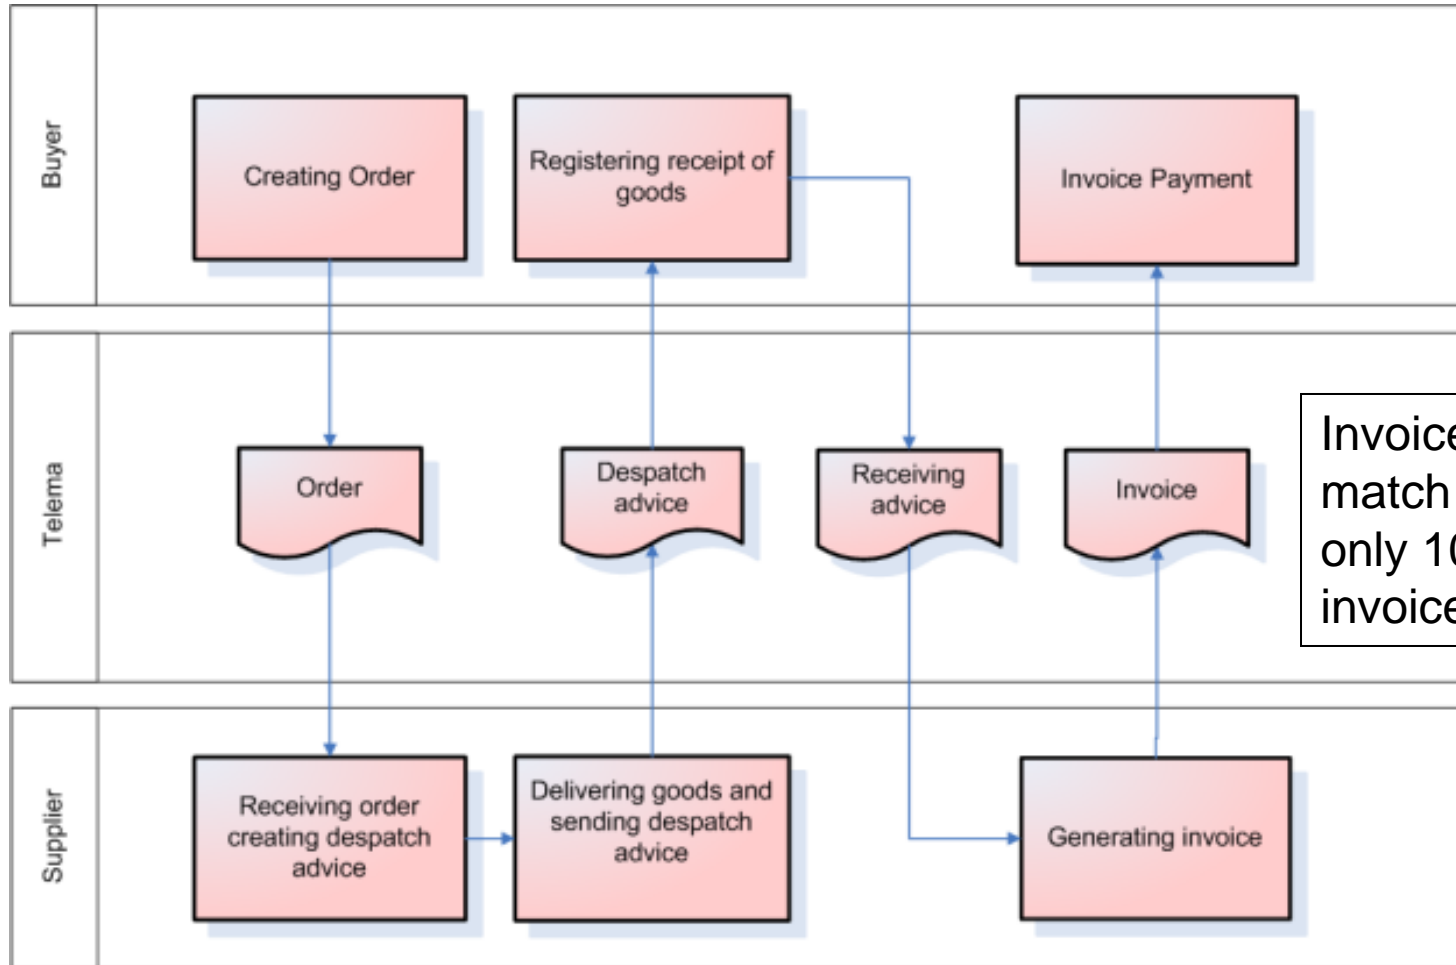 Buyer
Creating Order
Registering receipt of
goods
Invoice Payment
Telema
Order
Despatch
advice
Receiving
advice
Invoice
Invoice
match
only 10
invoice
Supplier
Receiving order
creating despatch
advice
Delivering goods and
sending despatch
advice
Generating invoice